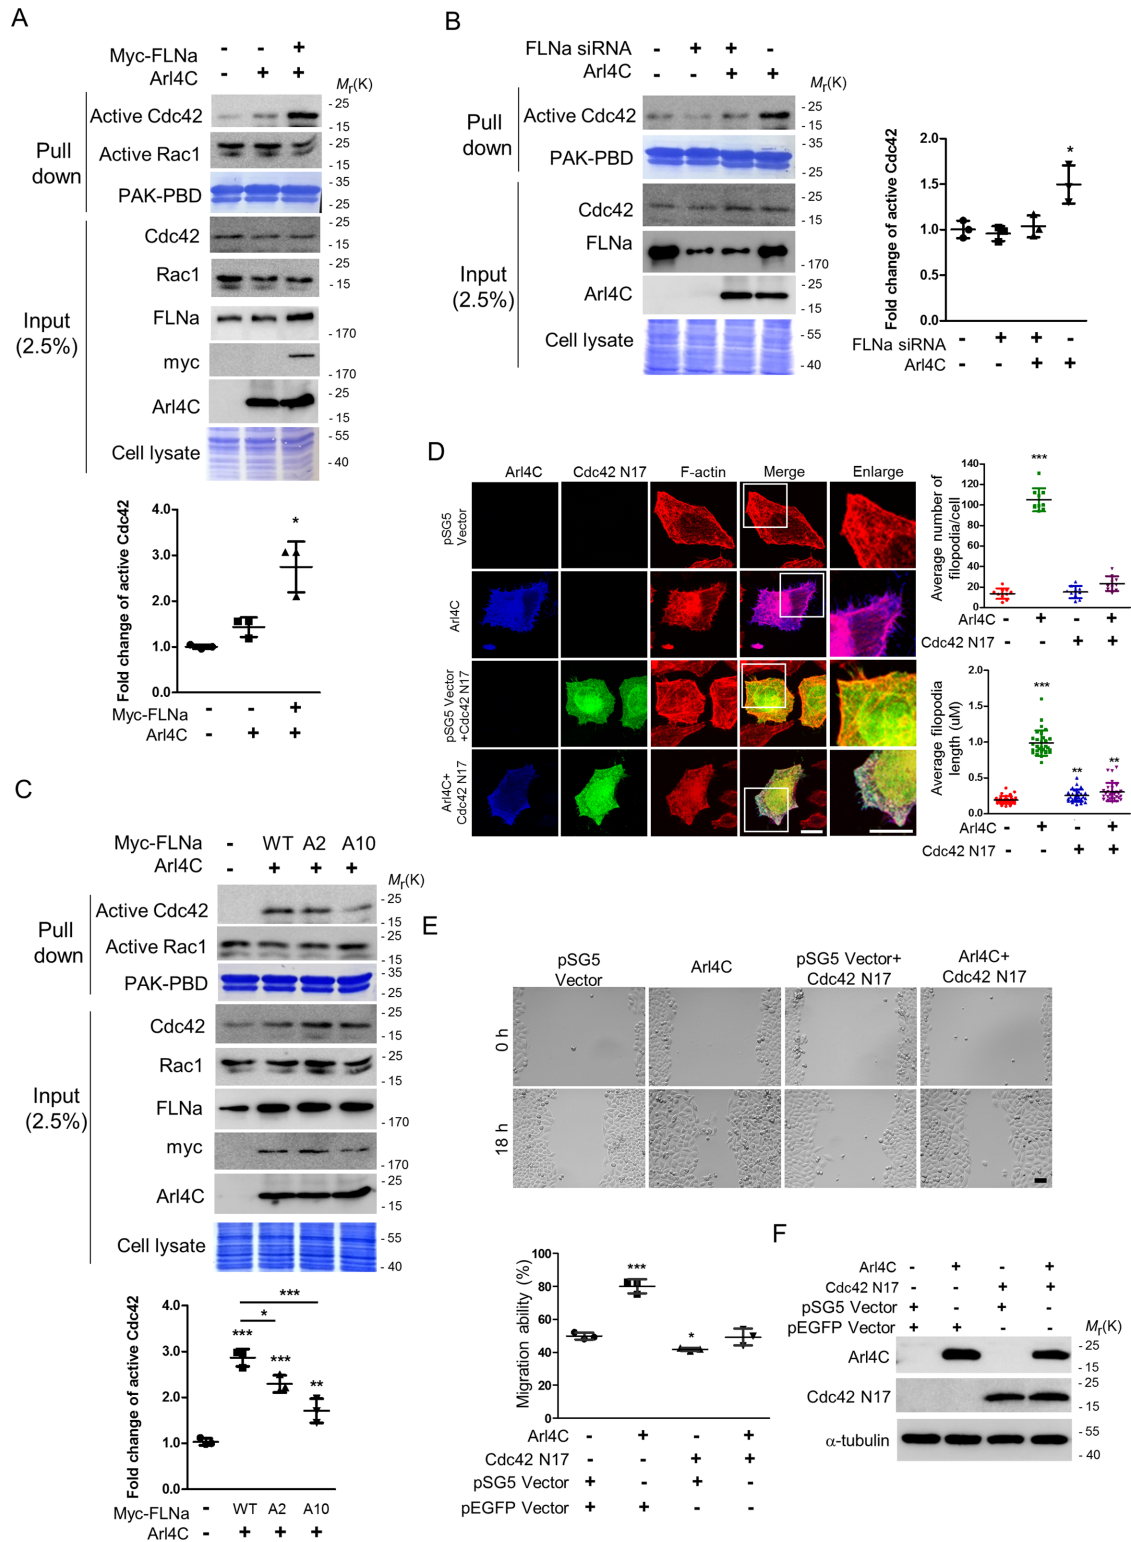 A
Myc-FLNa - - +
Arl4C - + +
Mr(K)
Pull down
Active Cdc42
- 25
- 15
Active Rac1
- 25
- 15
PAK-PBD
- 35
- 25
Input (2.5%)
Cdc42
- 25
- 15
Rac1
- 25
- 15
FLNa
- 170
myc
- 170
Arl4C
- 25
- 15
Cell lysate
- 55
- 40
Fold change of active Cdc42
4.0
3.0
2.0
1.0
0.0
*
Myc-FLNa - - +
Arl4C - + +
B
FLNa siRNA - + + -
Arl4C - - + +
Mr(K)
Pull down
Active Cdc42
- 25
- 15
PAK-PBD
- 35
- 25
Input (2.5%)
Cdc42
- 25
- 15
FLNa
- 170
Arl4C
- 25
- 15
Cell lysate
- 55
- 40
Fold change of active Cdc42
2.0
1.5
1.0
0.5
0.0
*
FLNa siRNA - + + -
Arl4C - - + +
C
Myc-FLNa - WT A2 A10
Arl4C - + + +
Mr(K)
Pull down
Active Cdc42
- 25
- 15
Active Rac1
- 25
- 15
PAK-PBD
- 35
- 25
Input (2.5%)
Cdc42
- 25
- 15
Rac1
- 25
- 15
FLNa
- 170
myc
- 170
Arl4C
- 25
- 15
Cell lysate
- 55
- 40
Fold change of active Cdc42
4.0
3.0
2.0
1.0
0.0
***
*
***
***
**
Myc-FLNa - WT A2 A10
Arl4C - + + +
D
Arl4C Cdc42 N17 F-actin Merge Enlarge
pSG5 Vector
Arl4C
pSG5 Vector +Cdc42 N17
Arl4C+ Cdc42 N17
Average number of filopodia/cell
140
120
100
80
60
40
20
0
***
Arl4C - + - +
Cdc42 N17 - - + +
Average filopodia length (uM)
2.0
1.5
1.0
0.5
0.0
*** ** **
Arl4C - + - +
Cdc42 N17 - - + +
E
pSG5 Vector
Arl4C
pSG5 Vector+ Cdc42 N17
Arl4C+ Cdc42 N17
0 h
18 h
Migration ability (%)
100
80
60
40
20
0
***
*
Arl4C - + - +
Cdc42 N17 - - + +
pSG5 Vector + - + -
pEGFP Vector + + - -
F
Arl4C - + - +
Cdc42 N17 - - + +
pSG5 Vector + - + -
pEGFP Vector + + - -
Mr(K)
Arl4C
- 25
- 15
Cdc42 N17
- 25
- 15
α-tubulin
- 55
- 40